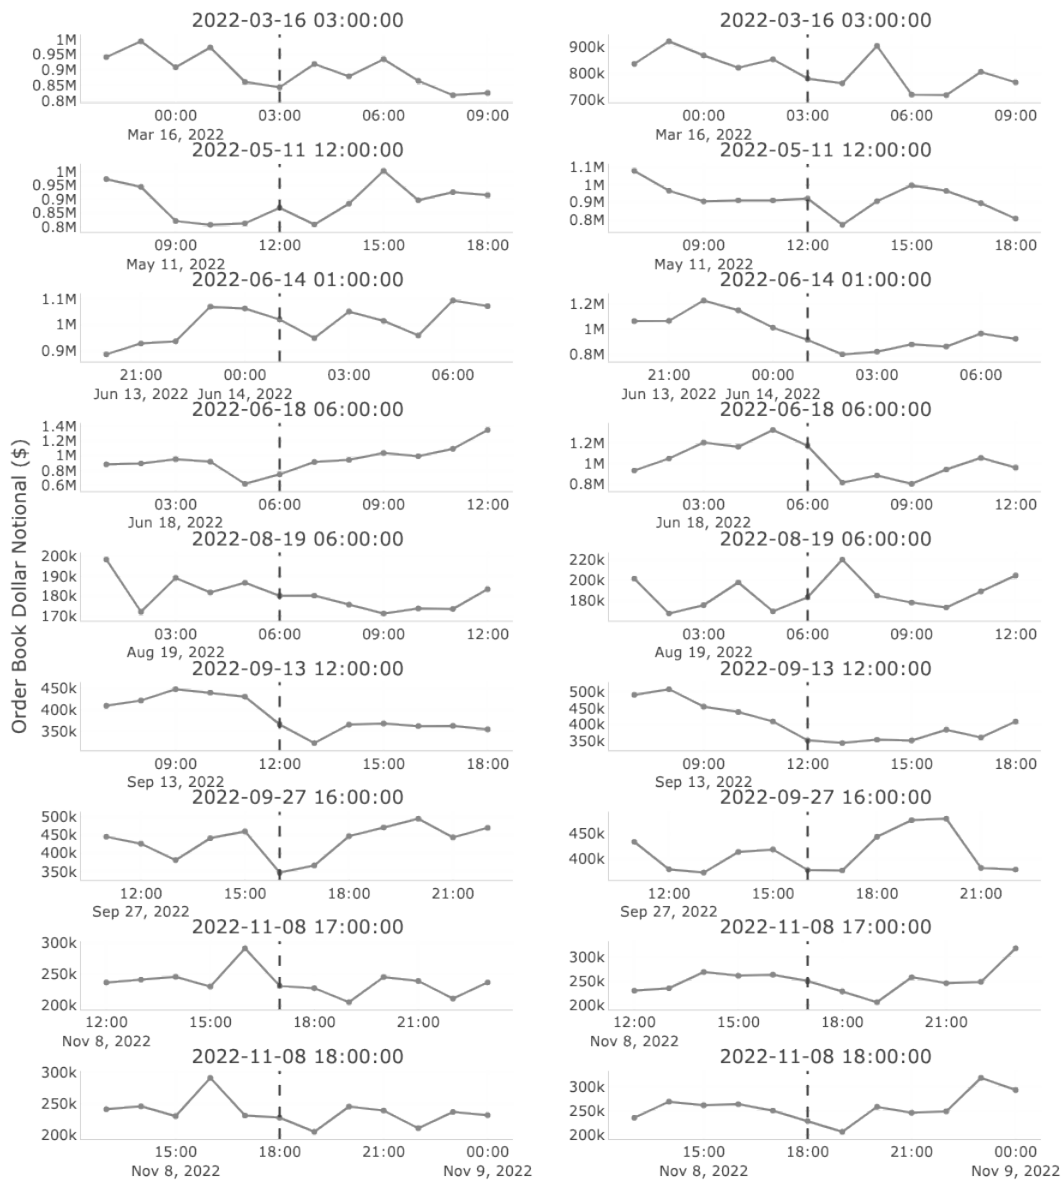 Order Book Dollar Notional ($)
2022-03-16 03:00:00
1M
0.95M
0.9M
0.85M
0.8M
00:00 03:00 06:00 09:00
Mar 16, 2022
2022-03-16 03:00:00
900k
800k
700k
00:00 03:00 06:00 09:00
Mar 16, 2022
2022-05-11 12:00:00
1M
0.95M
0.9M
0.85M
0.8M
09:00 12:00 15:00 18:00
May 11, 2022
2022-05-11 12:00:00
1.1M
1M
0.9M
0.8M
09:00 12:00 15:00 18:00
May 11, 2022
2022-06-14 01:00:00
1.1M
1M
0.9M
21:00 00:00 03:00 06:00
Jun 13, 2022 Jun 14, 2022
2022-06-14 01:00:00
1.2M
1M
0.8M
21:00 00:00 03:00 06:00
Jun 13, 2022 Jun 14, 2022
2022-06-18 06:00:00
1.4M
1.2M
1M
0.8M
0.6M
03:00 06:00 09:00 12:00
Jun 18, 2022
2022-06-18 06:00:00
1.2M
1M
0.8M
03:00 06:00 09:00 12:00
Jun 18, 2022
2022-08-19 06:00:00
200k
190k
180k
170k
03:00 06:00 09:00 12:00
Aug 19, 2022
2022-08-19 06:00:00
220k
200k
180k
03:00 06:00 09:00 12:00
Aug 19, 2022
2022-09-13 12:00:00
450k
400k
350k
09:00 12:00 15:00 18:00
Sep 13, 2022
2022-09-13 12:00:00
500k
450k
400k
350k
09:00 12:00 15:00 18:00
Sep 13, 2022
2022-09-27 16:00:00
500k
450k
400k
350k
12:00 15:00 18:00 21:00
Sep 27, 2022
2022-09-27 16:00:00
450k
400k
12:00 15:00 18:00 21:00
Sep 27, 2022
2022-11-08 17:00:00
300k
250k
200k
12:00 15:00 18:00 21:00
Nov 8, 2022
2022-11-08 17:00:00
300k
250k
200k
12:00 15:00 18:00 21:00
Nov 8, 2022
2022-11-08 18:00:00
300k
250k
200k
15:00 18:00 21:00 00:00
Nov 8, 2022 Nov 9, 2022
2022-11-08 18:00:00
300k
250k
200k
15:00 18:00 21:00 00:00
Nov 8, 2022 Nov 9, 2022